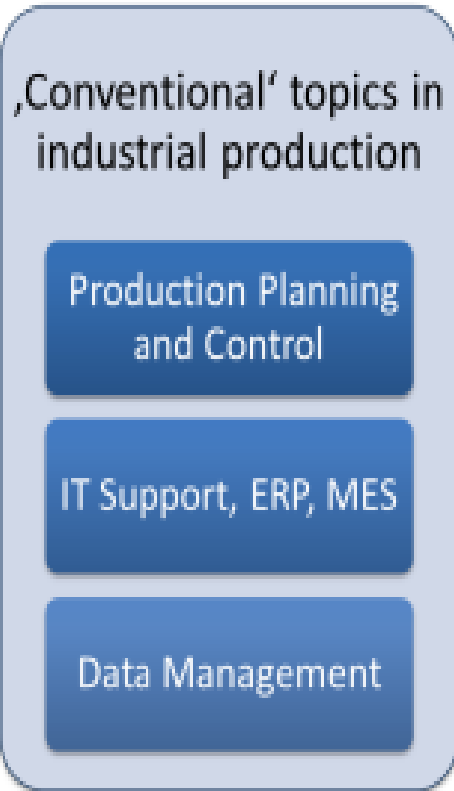 ‚Conventional‘ topics in
industrial production
Production Planning
and Control
IT Support, ERP, MES
Data Management